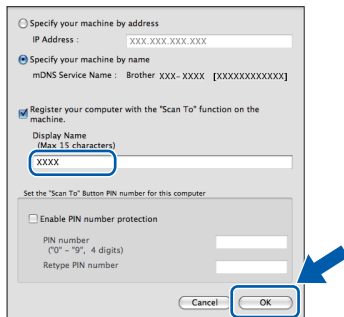 Specify your machine by address
IP Address : XXX.XXX.XXX.XXX
Specify your machine by name
mDNS Service Name : Brother XXX-XXXX [XXXXXXXXXXXX]
Register your computer with the "Scan To" function on the
machine.
Display Name
(Max 15 characters)
XXXX
Set the "Scan To" Button PIN number for this computer
Enable PIN number protection
PIN number
("0" – "9", 4 digits)
Retype PIN number
Cancel OK